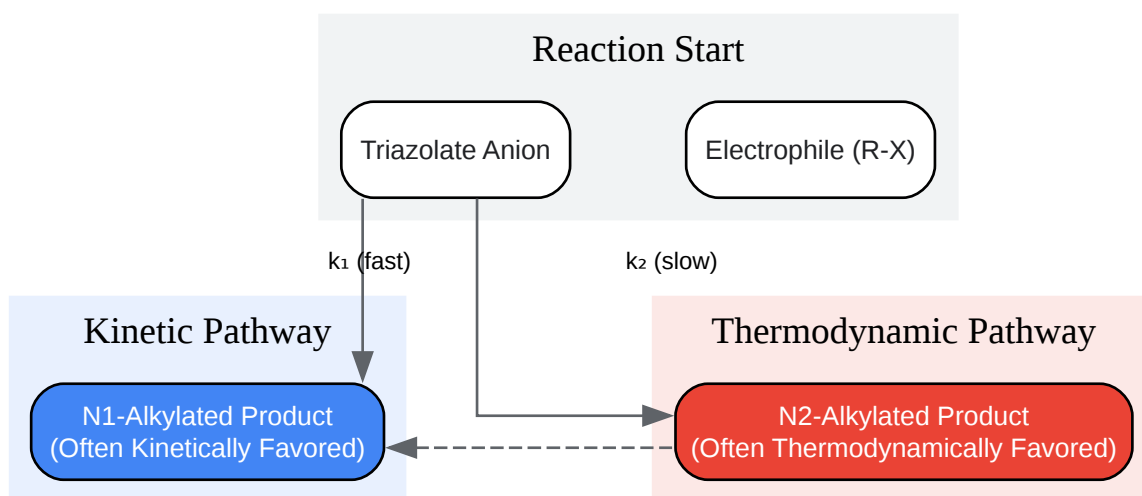 Reaction Start
Triazolate Anion
Electrophile (R-X)
k₁ (fast)
k₂ (slow)
Kinetic Pathway
Thermodynamic Pathway
N1-Alkylated Product
(Often Kinetically Favored)
N2-Alkylated Product
(Often Thermodynamically Favored)